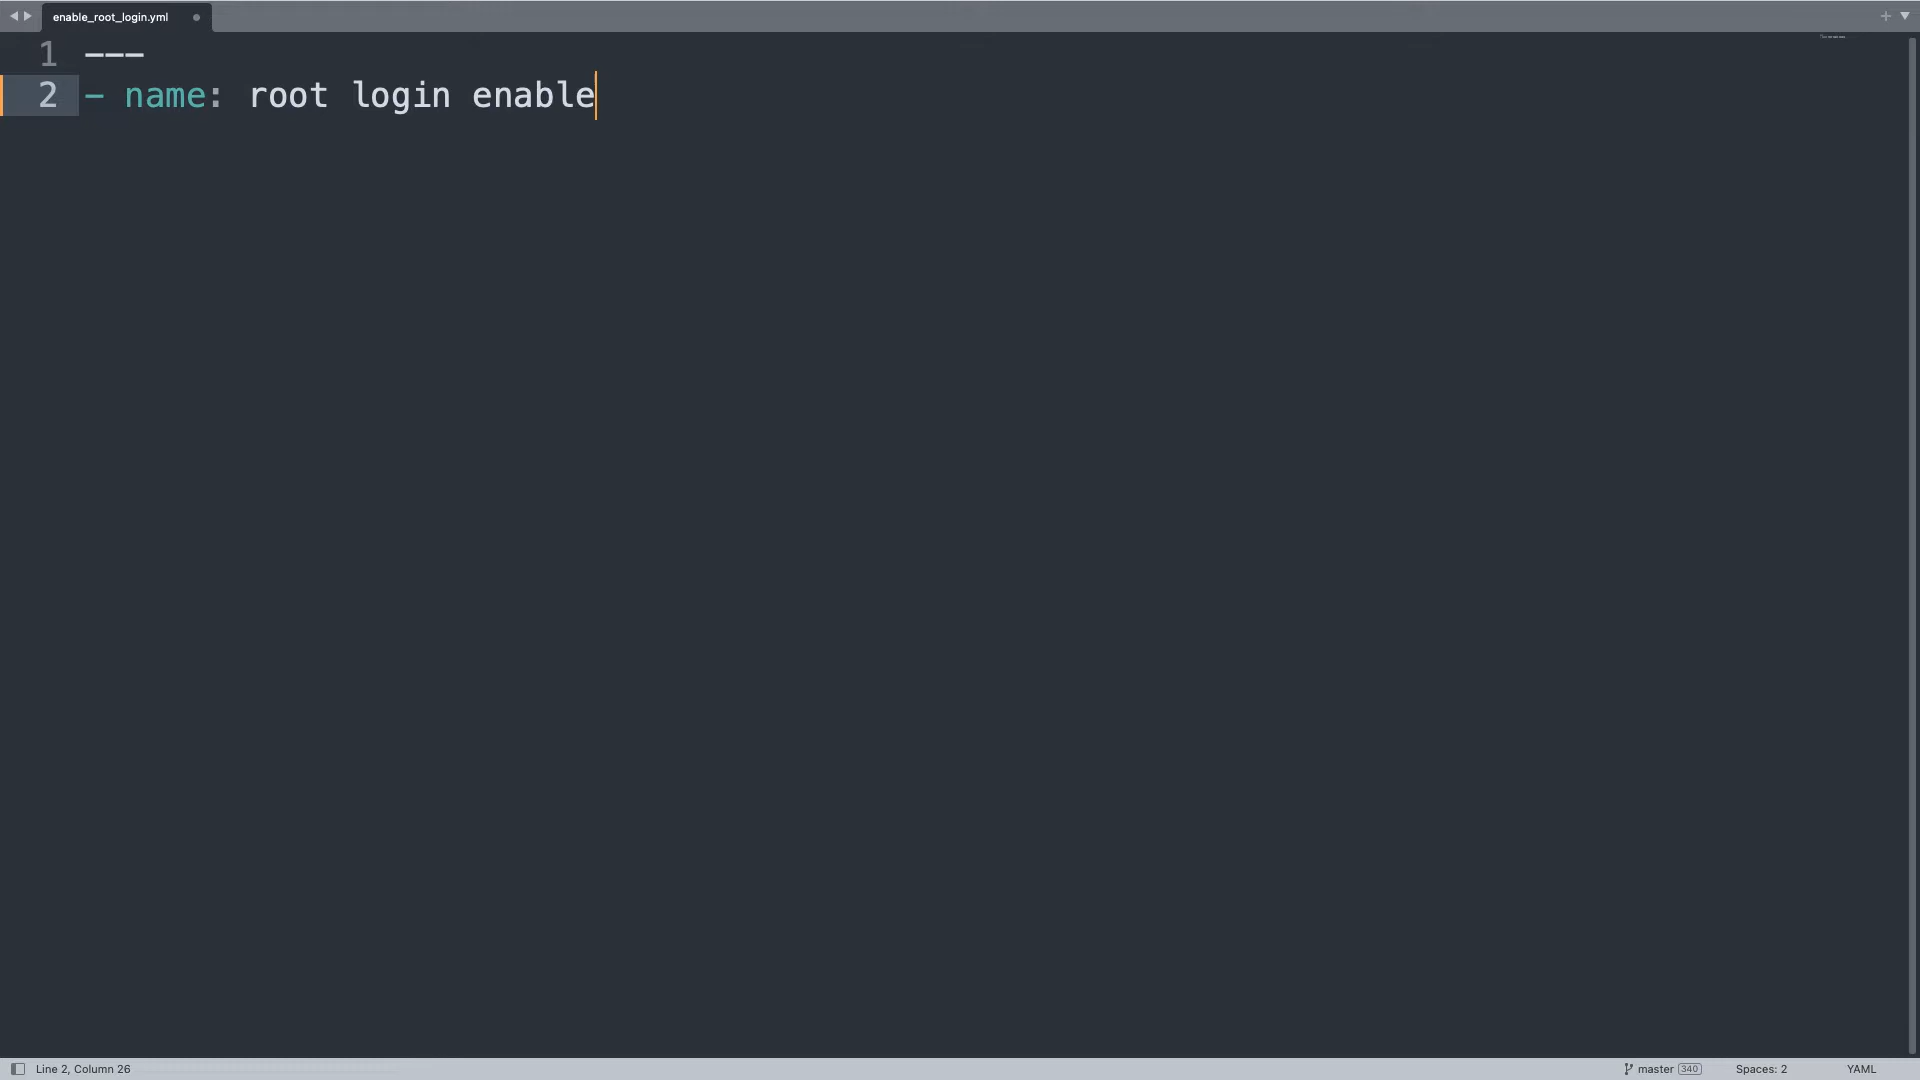 enable_root_login.yml
1 ---
2 - name: root login enable
Line 2, Column 26
master 340
Spaces: 2
YAML